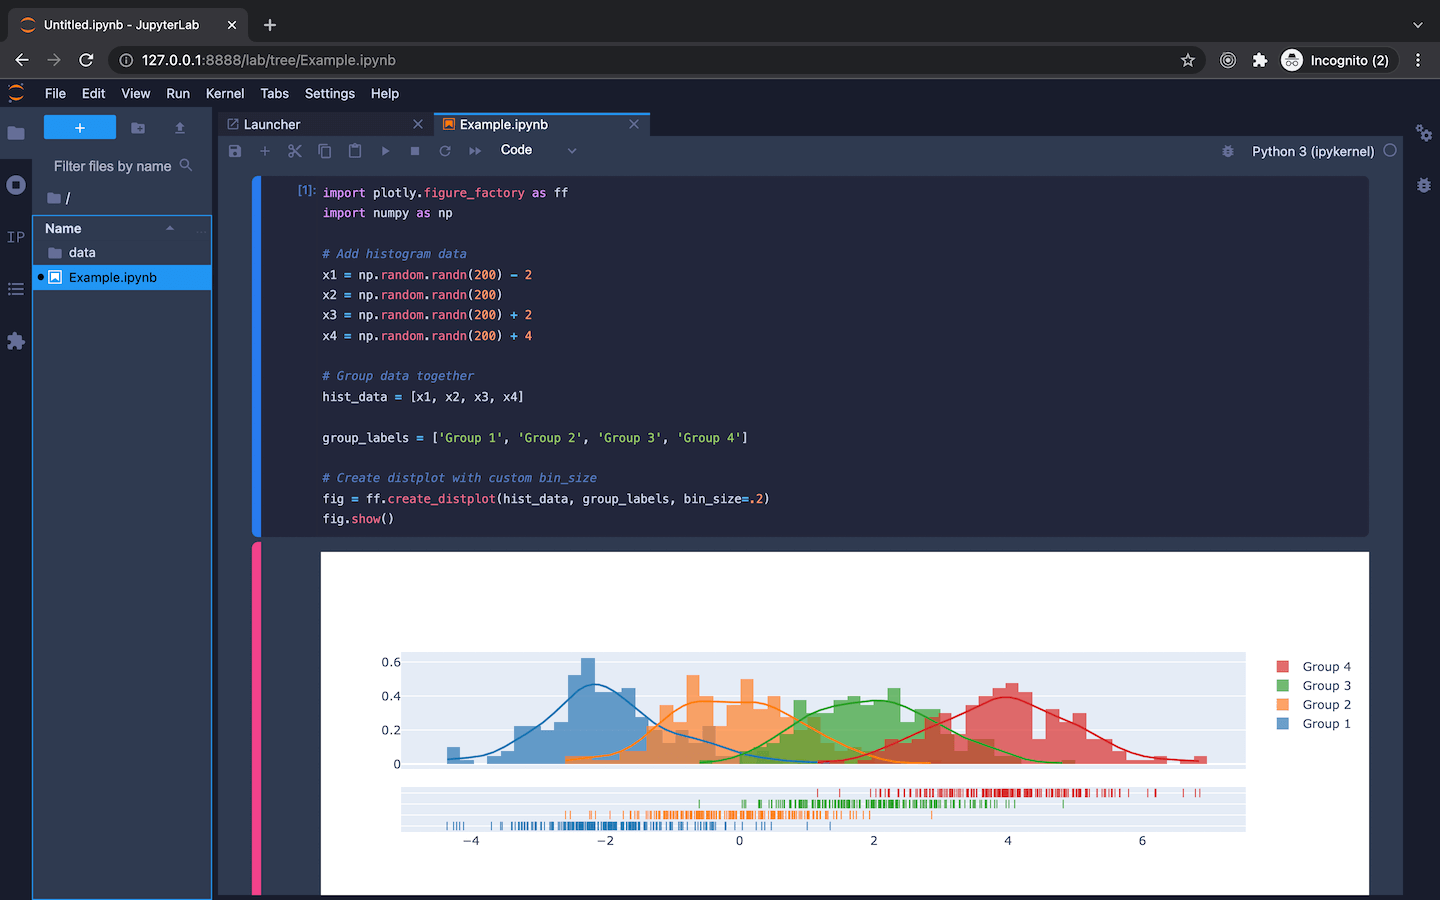 Untitled.ipynb - JupyterLab
127.0.0.1:8888/lab/tree/Example.ipynb
Incognito (2)
File Edit View Run Kernel Tabs Settings Help
Launcher
Example.ipynb
Code
Python 3 (ipykernel)
Filter files by name
/
IP
Name
data
Example.ipynb
[1]: import plotly.figure_factory as ff
import numpy as np
# Add histogram data
x1 = np.random.randn(200) - 2
x2 = np.random.randn(200)
x3 = np.random.randn(200) + 2
x4 = np.random.randn(200) + 4
# Group data together
hist_data = [x1, x2, x3, x4]
group_labels = ['Group 1', 'Group 2', 'Group 3', 'Group 4']
# Create distplot with custom bin_size
fig = ff.create_distplot(hist_data, group_labels, bin_size=.2)
fig.show()
0.6
0.4
0.2
0
Group 4
Group 3
Group 2
Group 1
−4 −2 0 2 4 6